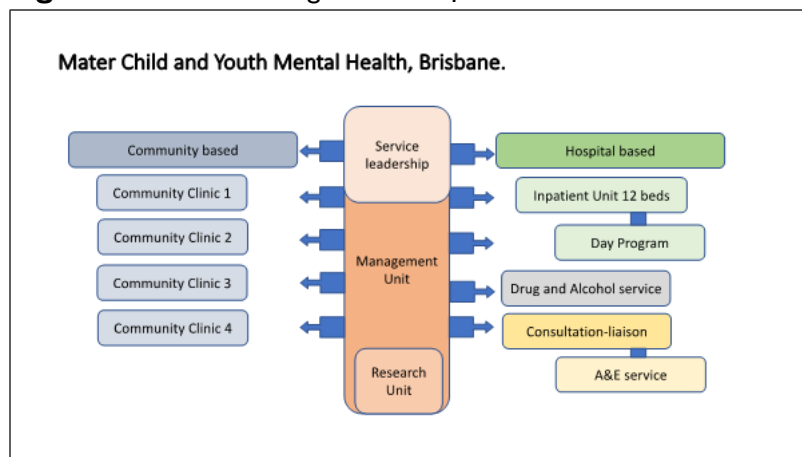 Mater Child and Youth Mental Health, Brisbane.
Community based
Service
leadership
Hospital based
Community Clinic 1
Inpatient Unit 12 beds
Community Clinic 2
Day Program
Management
Unit
Community Clinic 3
Drug and Alcohol service
Community Clinic 4
Consultation-liaison
Research
Unit
A&E service